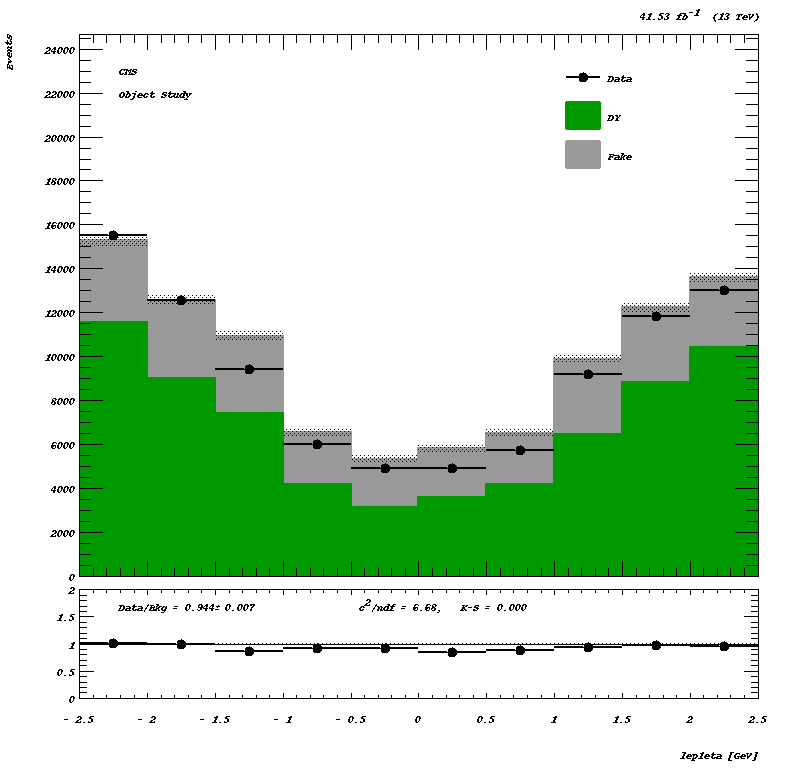 41.53 fb-1 (13 TeV)
Events
24000
22000
20000
18000
16000
14000
12000
10000
8000
6000
4000
2000
0
CMS
Object Study
Data
DY
Fake
2
1.5
1
0.5
0
Data/Bkg = 0.944± 0.007
c2/ndf = 6.68, K-S = 0.000
- 2.5 - 2 - 1.5 - 1 - 0.5 0 0.5 1 1.5 2 2.5
lep1eta [GeV]